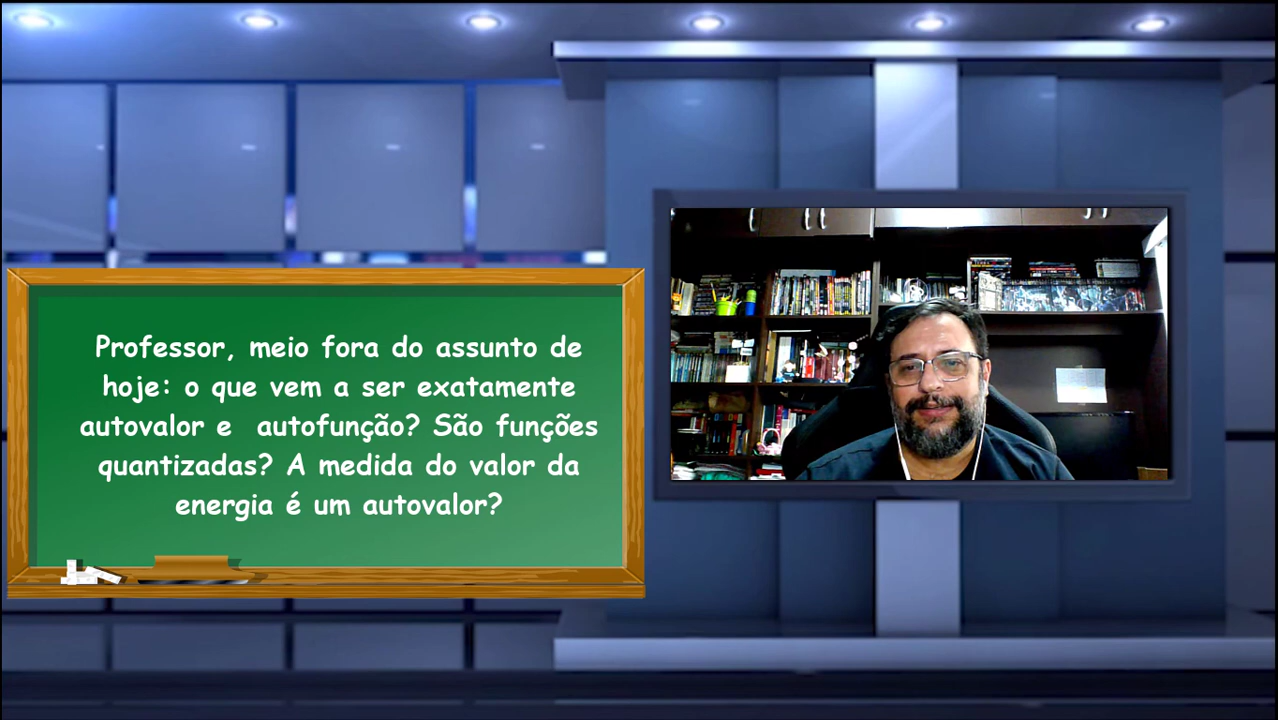 Professor, meio fora do assunto de
hoje: o que vem a ser exatamente
autovalor e  autofunção? São funções
quantizadas? A medida do valor da
energia é um autovalor?